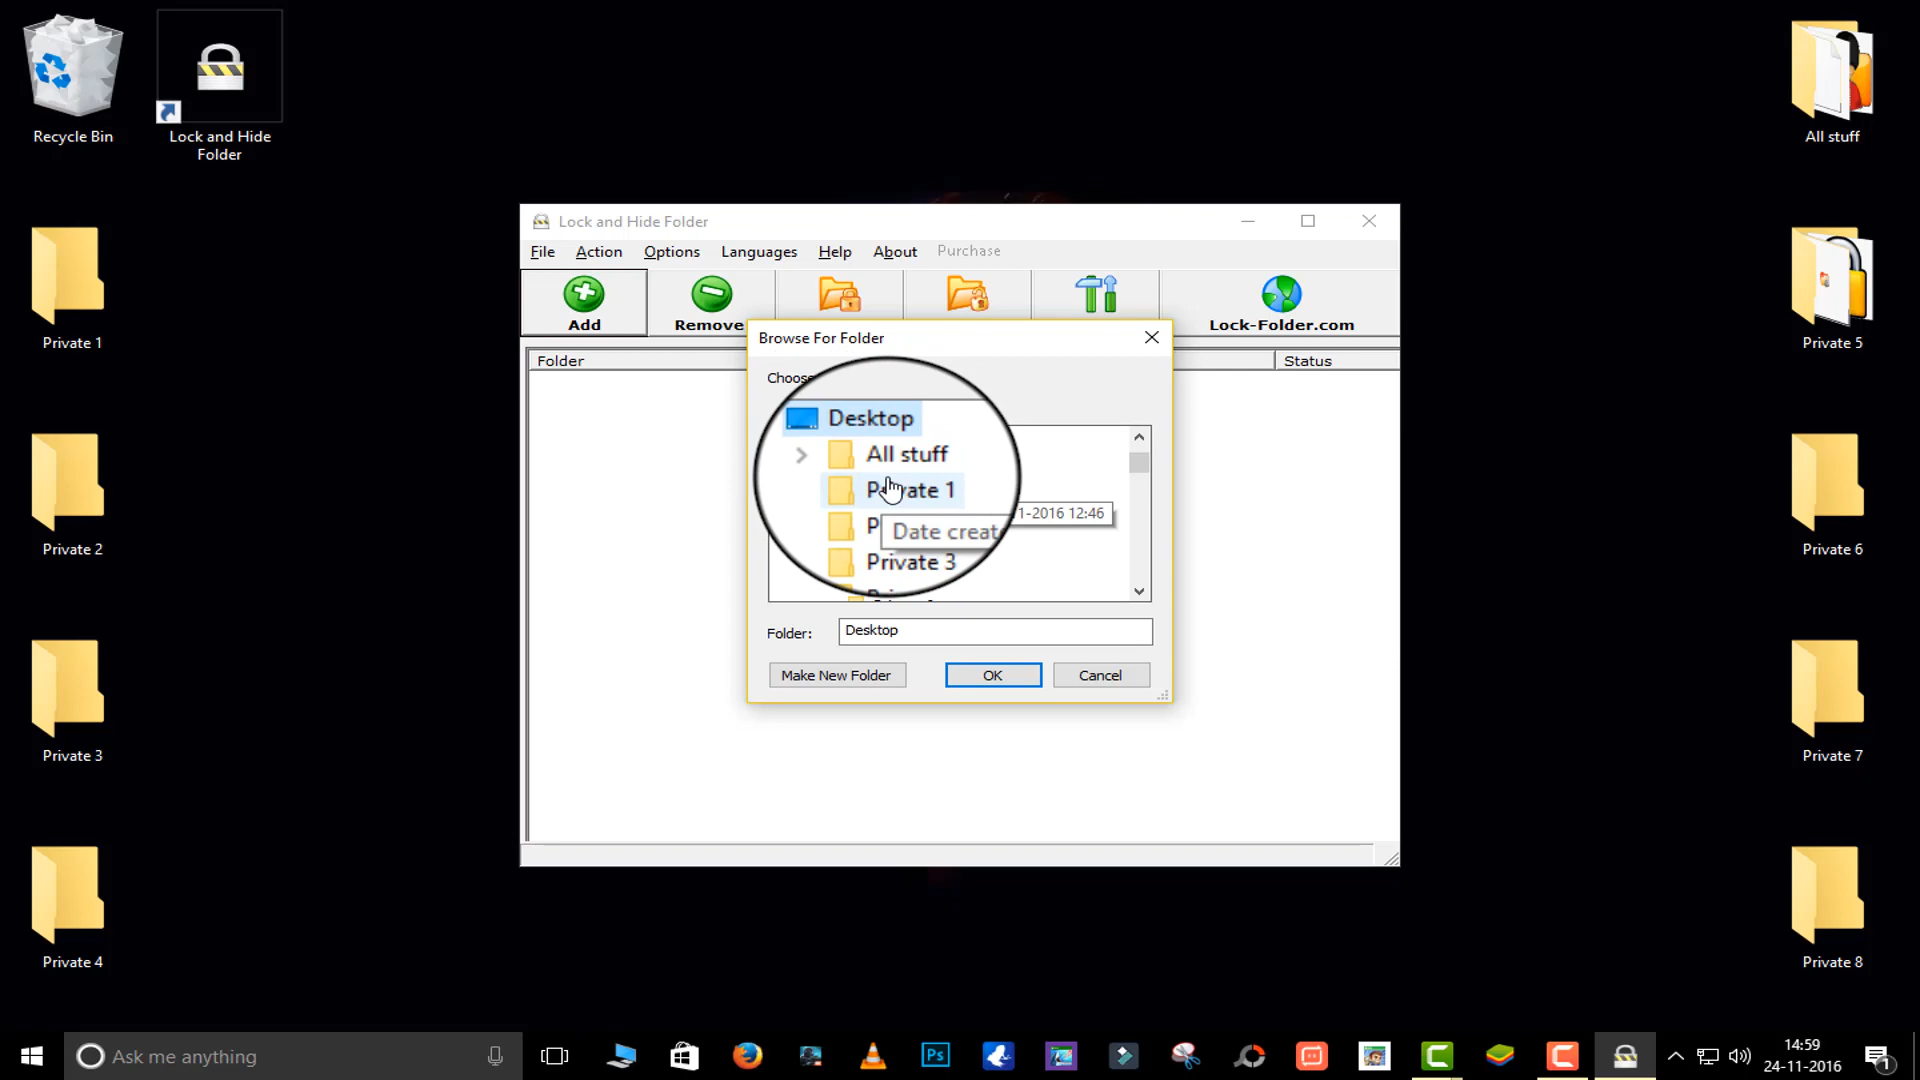 Recycle Bin
Lock and Hide
Folder
All stuff
Private 1
Private 5
Private 2
Private 6
Private 3
Private 7
Private 4
Private 8
Lock and Hide Folder
File Action Options Languages Help About Purchase
Add
Remove
Lock-Folder.com
Folder
Status
Browse For Folder
Choose
Desktop
All stuff
Private 1
1-2016 12:46
Date create
Private 3
Folder: Desktop
Make New Folder OK Cancel
Ask me anything
Ps
14:59
24-11-2016
1